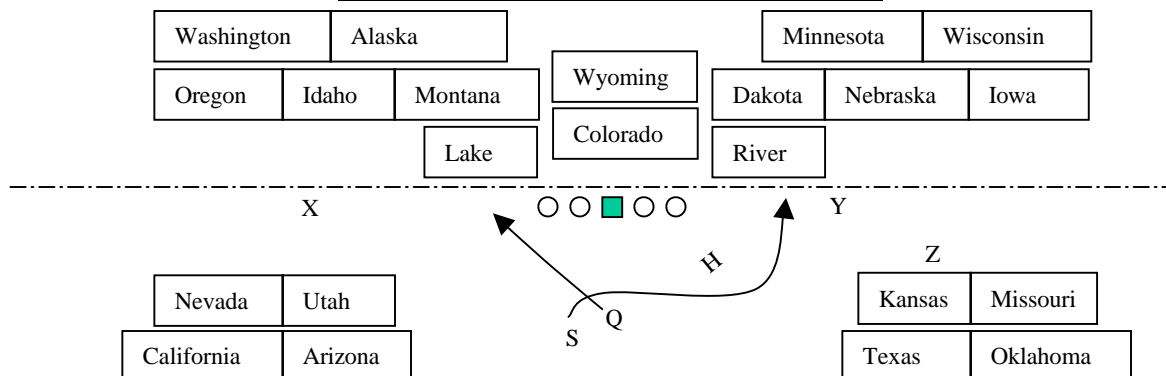 Washington Alaska Minnesota Wisconsin
Wyoming
Oregon Idaho Montana Dakota Nebraska Iowa
Colorado
Lake River
X Y
H Z
Nevada Utah Kansas Missouri
Q
S
California Arizona Texas Oklahoma